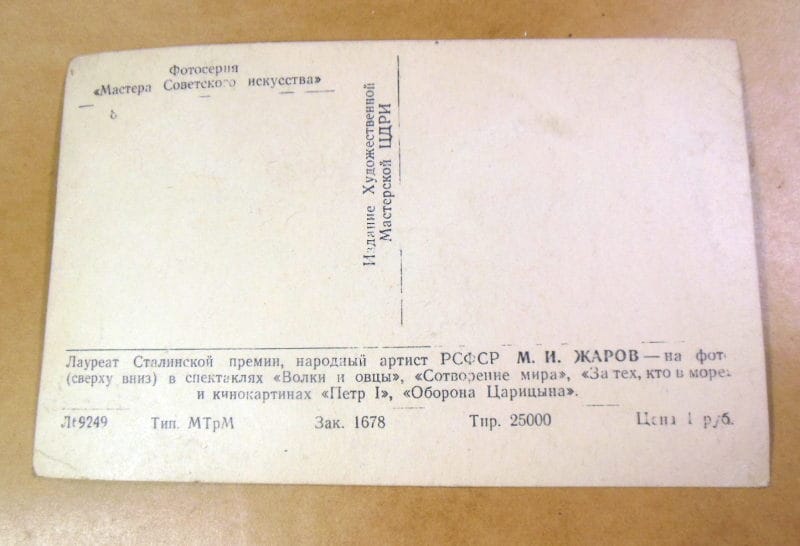 Фотосерия
«Мастера Советского искусства»
Издание Художественной
Мастерской ЦДРИ
Лауреат Сталинской премии, народный артист РСФСР М. И. ЖАРОВ — на фот
(сверху вниз) в спектаклях «Волки и овцы», «Сотворение мира», «За тех, кто в море»
и кинокартинах «Петр I», «Оборона Царицына».
9249 Тип. МТрМ Зак. 1678 Тир. 25000 Цена 1 руб.